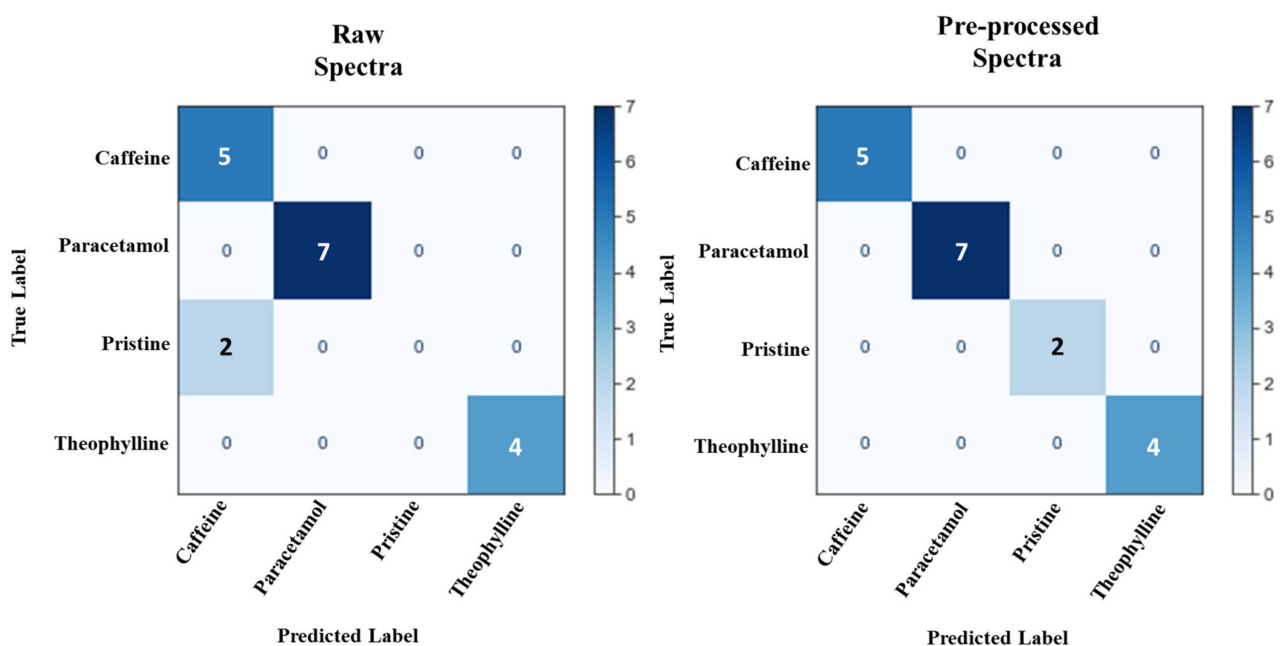 Raw
Spectra
True Label
Caffeine
Paracetamol
Pristine
Theophylline
5 0 0 0
0 7 0 0
2 0 0 0
0 0 0 4
7
6
5
4
3
2
1
0
Caffeine
Paracetamol
Pristine
Theophylline
Predicted Label
Pre-processed
Spectra
True Label
Caffeine
Paracetamol
Pristine
Theophylline
5 0 0 0
0 7 0 0
0 0 2 0
0 0 0 4
7
6
5
4
3
2
1
0
Caffeine
Paracetamol
Pristine
Theophylline
Predicted Label